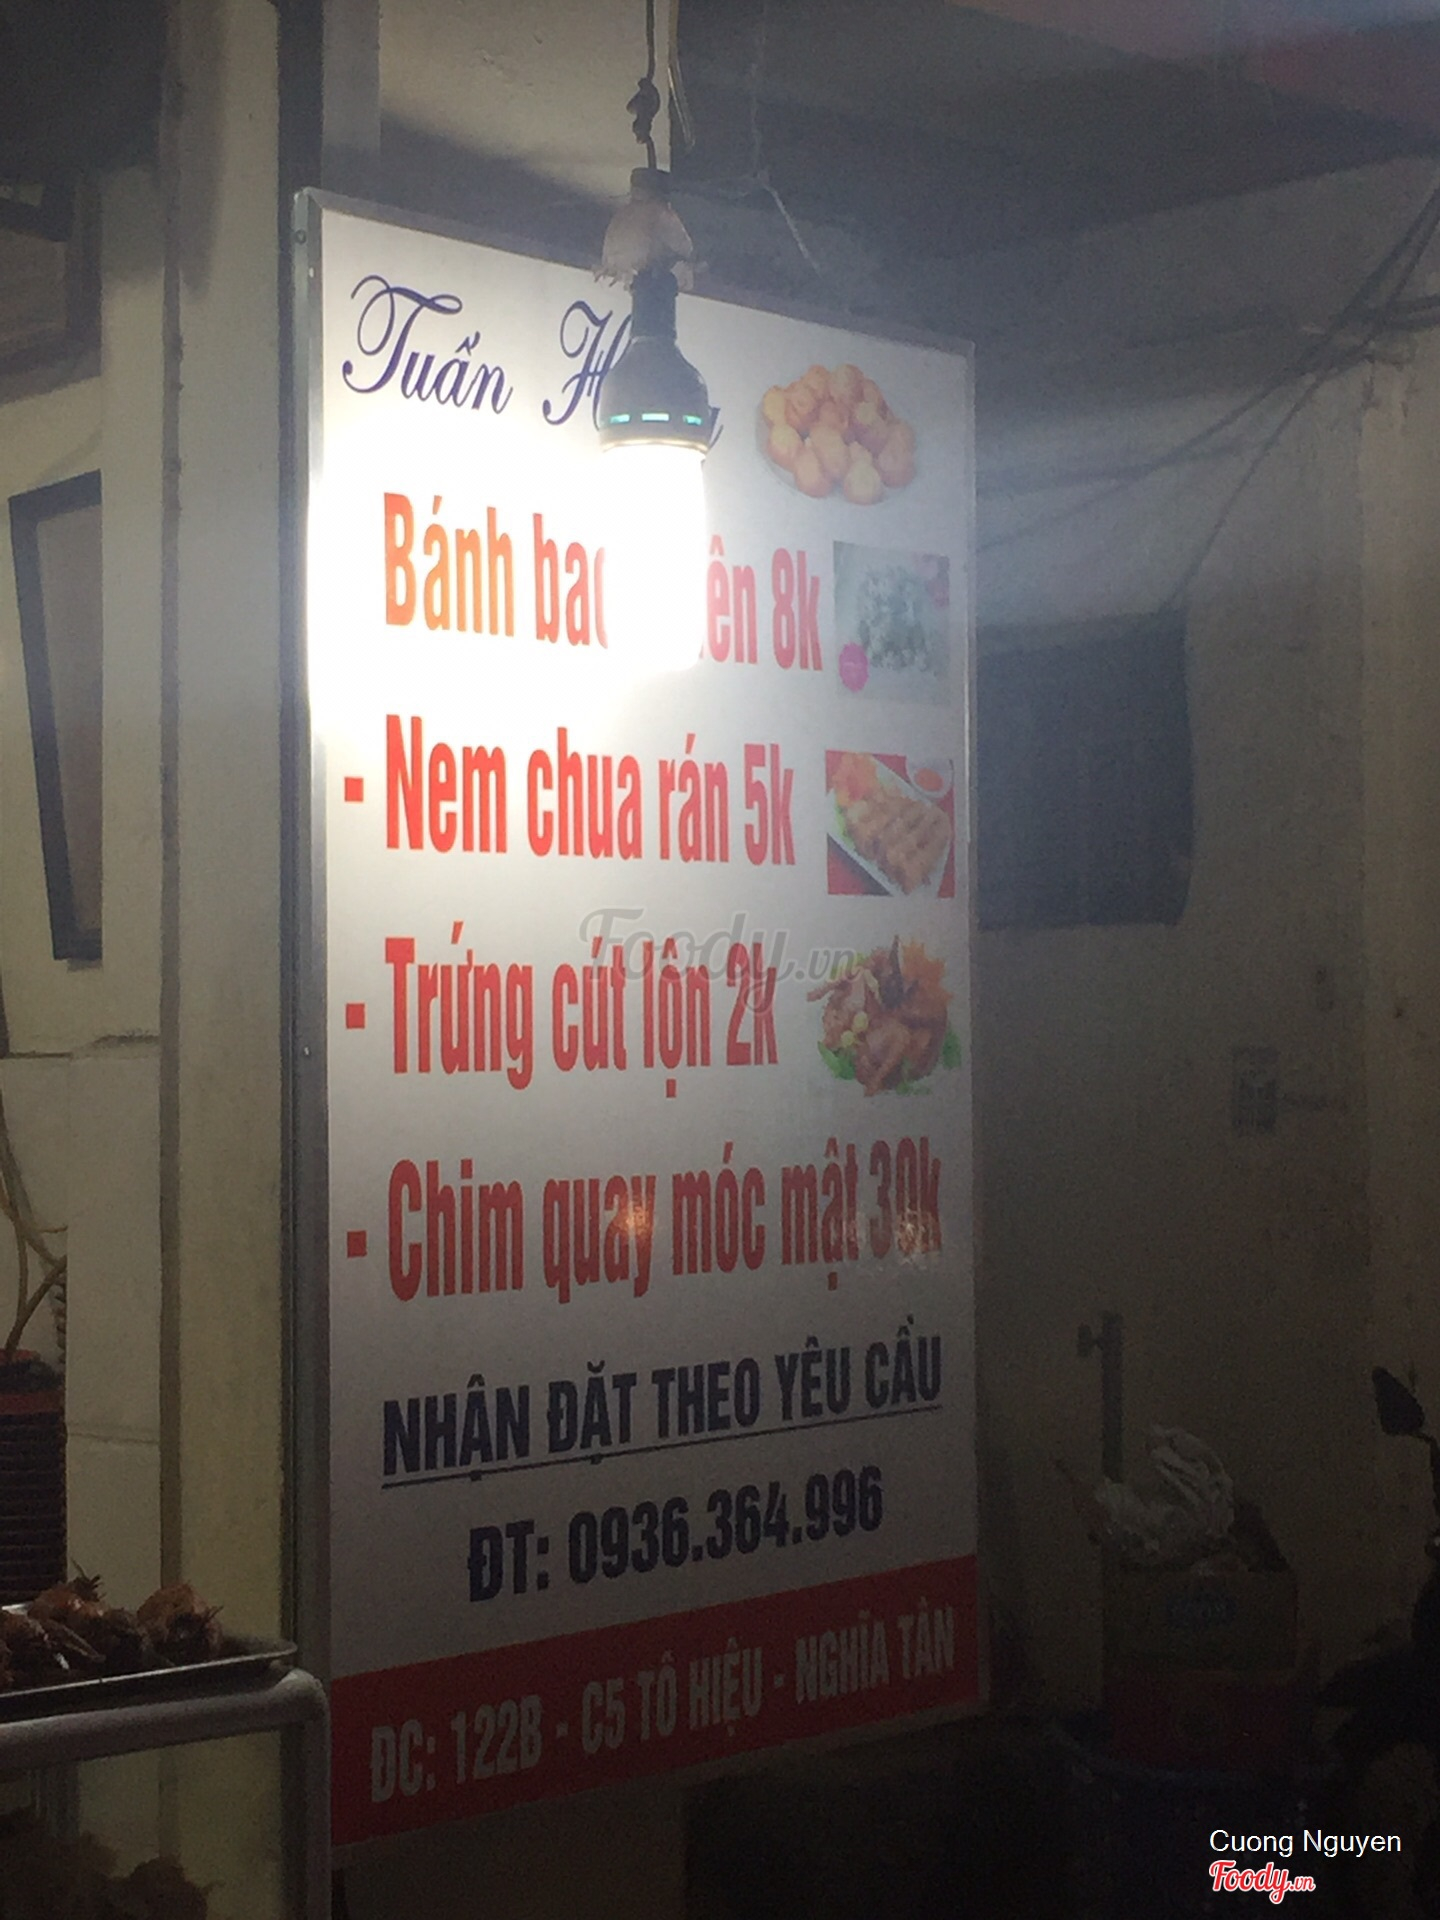 Tuấn
Bánh 8k
- Nem chua rán 5k
- Trứng cút lộn 2k
- Chim quay móc mật 30k
NHẬN ĐẶT THEO YÊU CẦU
ĐT: 0936.364.996
ĐC: 122B - C5 TÔ HIỆU - NGHĨA TÂN
Foody.vn
Cuong Nguyen
Foody.vn